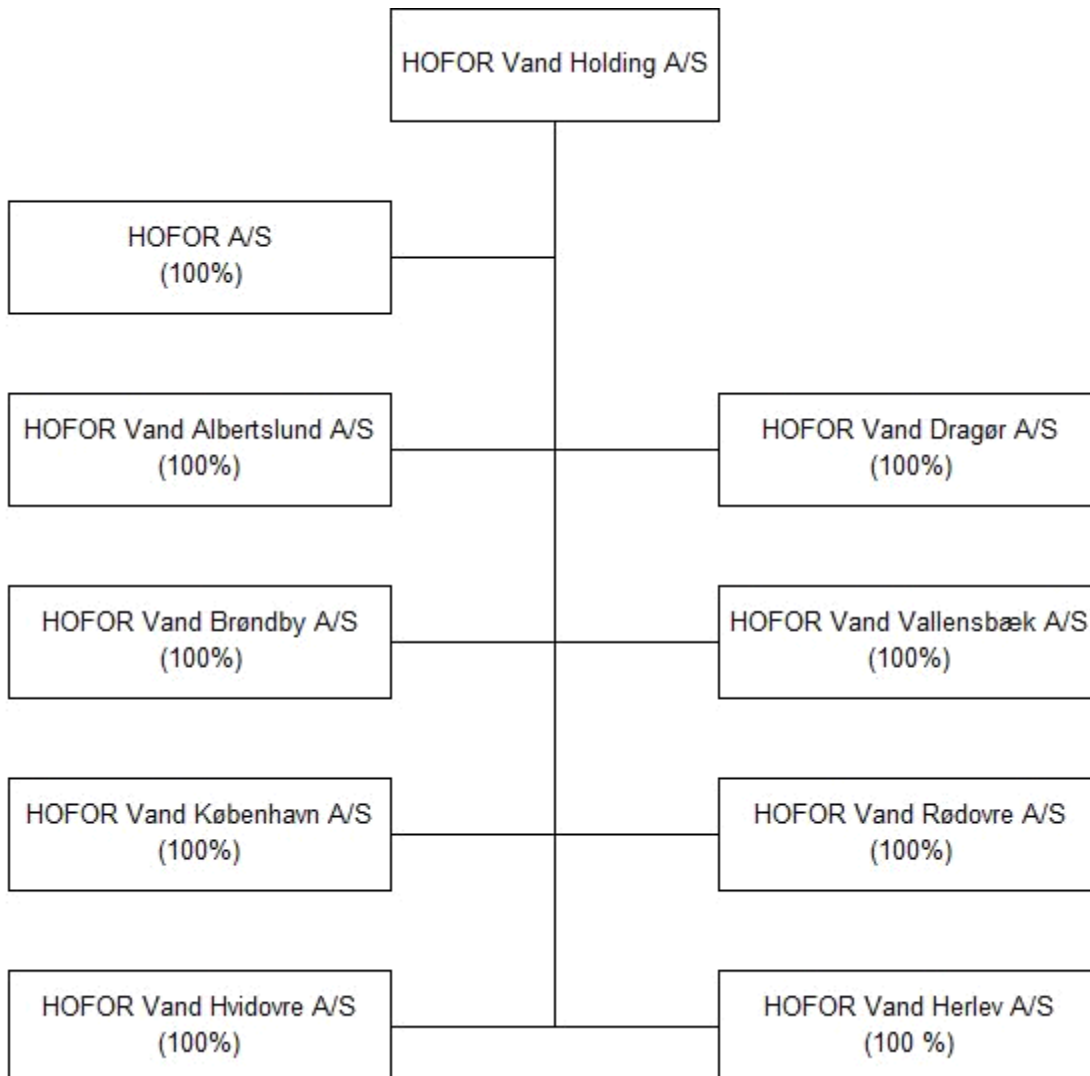 HOFOR Vand Holding A/S
HOFOR A/S
(100%)
HOFOR Vand Albertslund A/S
(100%)
HOFOR Vand Dragør A/S
(100%)
HOFOR Vand Brøndby A/S
(100%)
HOFOR Vand Vallensbæk A/S
(100%)
HOFOR Vand København A/S
(100%)
HOFOR Vand Rødovre A/S
(100%)
HOFOR Vand Hvidovre A/S
(100%)
HOFOR Vand Herlev A/S
(100 %)